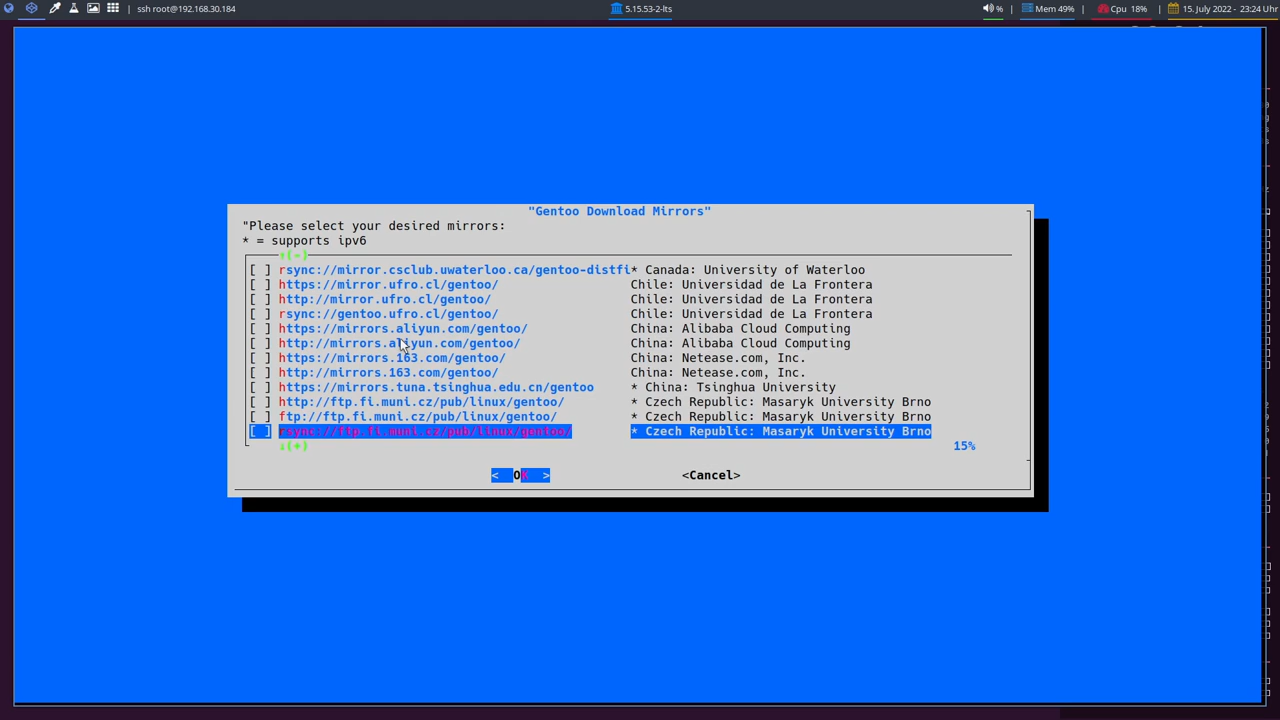 ssh root@192.168.30.184
5.15.53-2-lts
% | Mem 49% | Cpu 18% | 15. July 2022 - 23:24 Uhr
"Gentoo Download Mirrors"
"Please select your desired mirrors:
* = supports ipv6
↑(-)
[ ] rsync://mirror.csclub.uwaterloo.ca/gentoo-distfi* Canada: University of Waterloo
[ ] https://mirror.ufro.cl/gentoo/ Chile: Universidad de La Frontera
[ ] http://mirror.ufro.cl/gentoo/ Chile: Universidad de La Frontera
[ ] rsync://gentoo.ufro.cl/gentoo/ Chile: Universidad de La Frontera
[ ] https://mirrors.aliyun.com/gentoo/ China: Alibaba Cloud Computing
[ ] http://mirrors.aliyun.com/gentoo/ China: Alibaba Cloud Computing
[ ] https://mirrors.163.com/gentoo/ China: Netease.com, Inc.
[ ] http://mirrors.163.com/gentoo/ China: Netease.com, Inc.
[ ] https://mirrors.tuna.tsinghua.edu.cn/gentoo * China: Tsinghua University
[ ] http://ftp.fi.muni.cz/pub/linux/gentoo/ * Czech Republic: Masaryk University Brno
[ ] ftp://ftp.fi.muni.cz/pub/linux/gentoo/ * Czech Republic: Masaryk University Brno
[ ] rsync://ftp.fi.muni.cz/pub/linux/gentoo/ * Czech Republic: Masaryk University Brno
↓(+) 15%
< OK > <Cancel>